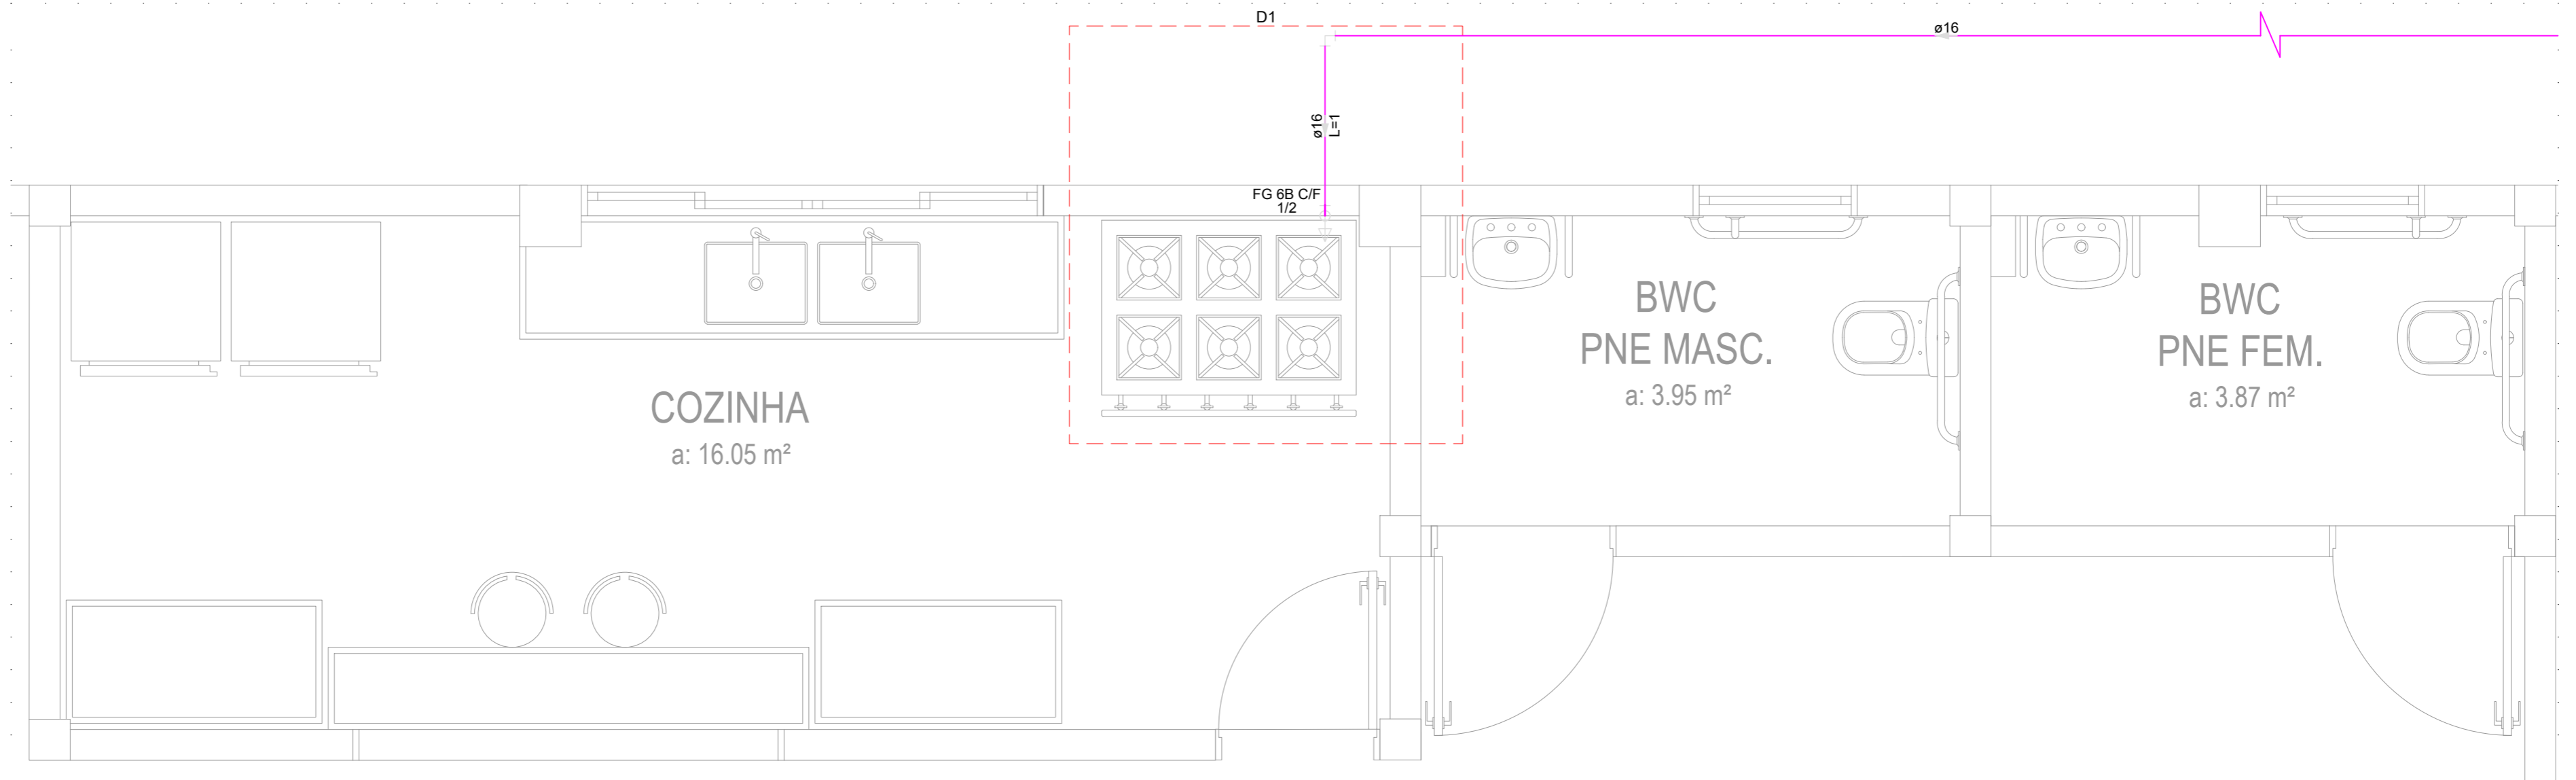 D1
ø16
ø16
L=1
FG 6B C/F
1/2
COZINHA
a: 16.05 m²
BWC
PNE MASC.
a: 3.95 m²
BWC
PNE FEM.
a: 3.87 m²